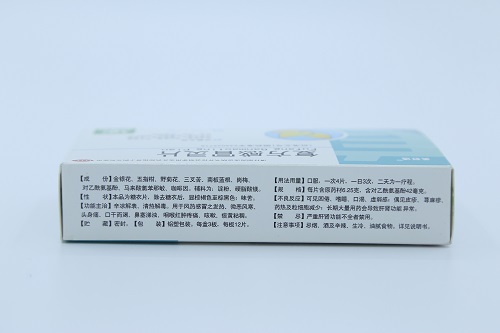 复方感冒灵片
【成　份】金银花、五指柑、野菊花、三叉苦、南板蓝根、岗梅、
对乙酰氨基酚、马来酸氯苯那敏、咖啡因。辅料为：淀粉、硬脂酸镁。
【性　状】本品为糖衣片，除去糖衣后，显棕褐色至棕黑色；味苦。
【功能主治】辛凉解表，清热解毒。用于风热感冒之发热，微恶风寒，
头身痛，口干而渴，鼻塞涕浊，咽喉红肿疼痛，咳嗽，痰黄粘稠。
【贮　藏】密封。【包　装】铝塑包装。每盒3板，每板12片。
【用法用量】口服，一次4片，一日3次，二天为一疗程。
【规　格】每片含原药材6.25克，含对乙酰氨基酚42毫克。
【不良反应】可见困倦、嗜睡、口渴、虚弱感；偶见皮疹、荨麻疹、
药热及粒细胞减少；长期大量用药会导致肝肾功能异常。
【禁　忌】严重肝肾功能不全者禁用。
【注意事项】忌烟、酒及辛辣、生冷、油腻食物。详见说明书。